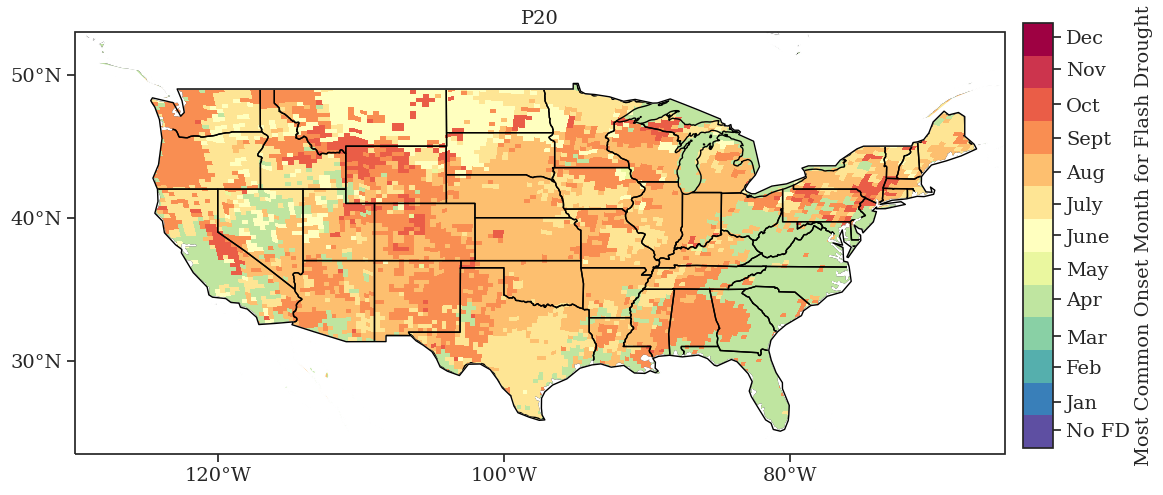 P20
50°N
40°N
30°N
120°W
100°W
80°W
Dec
Nov
Oct
Sept
Aug
July
June
May
Apr
Mar
Feb
Jan
No FD
Most Common Onset Month for Flash Drought